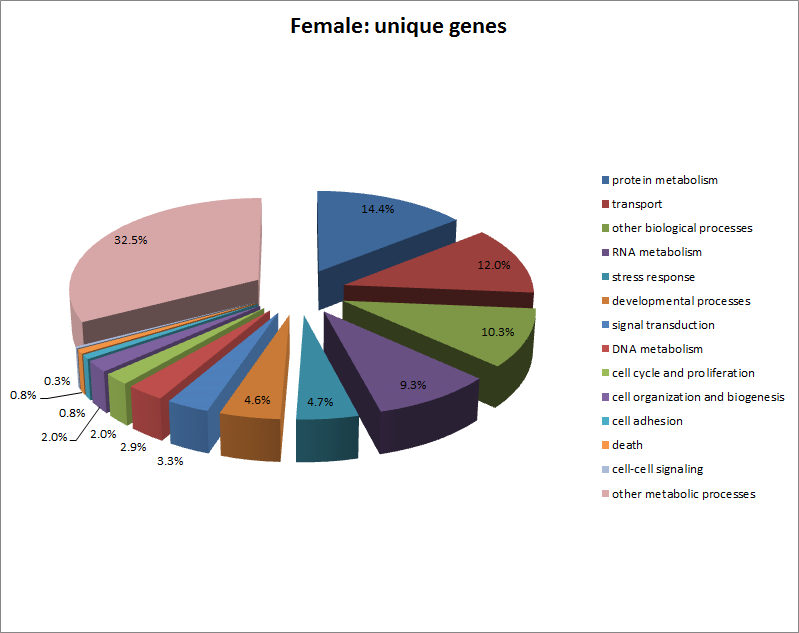 Female: unique genes
14.4%
12.0%
10.3%
9.3%
4.7%
4.6%
3.3%
2.9%
2.0%
2.0%
0.8%
0.8%
0.3%
32.5%
protein metabolism
transport
other biological processes
RNA metabolism
stress response
developmental processes
signal transduction
DNA metabolism
cell cycle and proliferation
cell organization and biogenesis
cell adhesion
death
cell-cell signaling
other metabolic processes